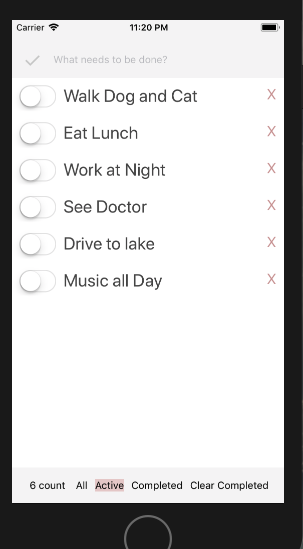 Carrier 11:20 PM
What needs to be done?
Walk Dog and Cat X
Eat Lunch X
Work at Night X
See Doctor X
Drive to lake X
Music all Day X
6 count All Active Completed Clear Completed